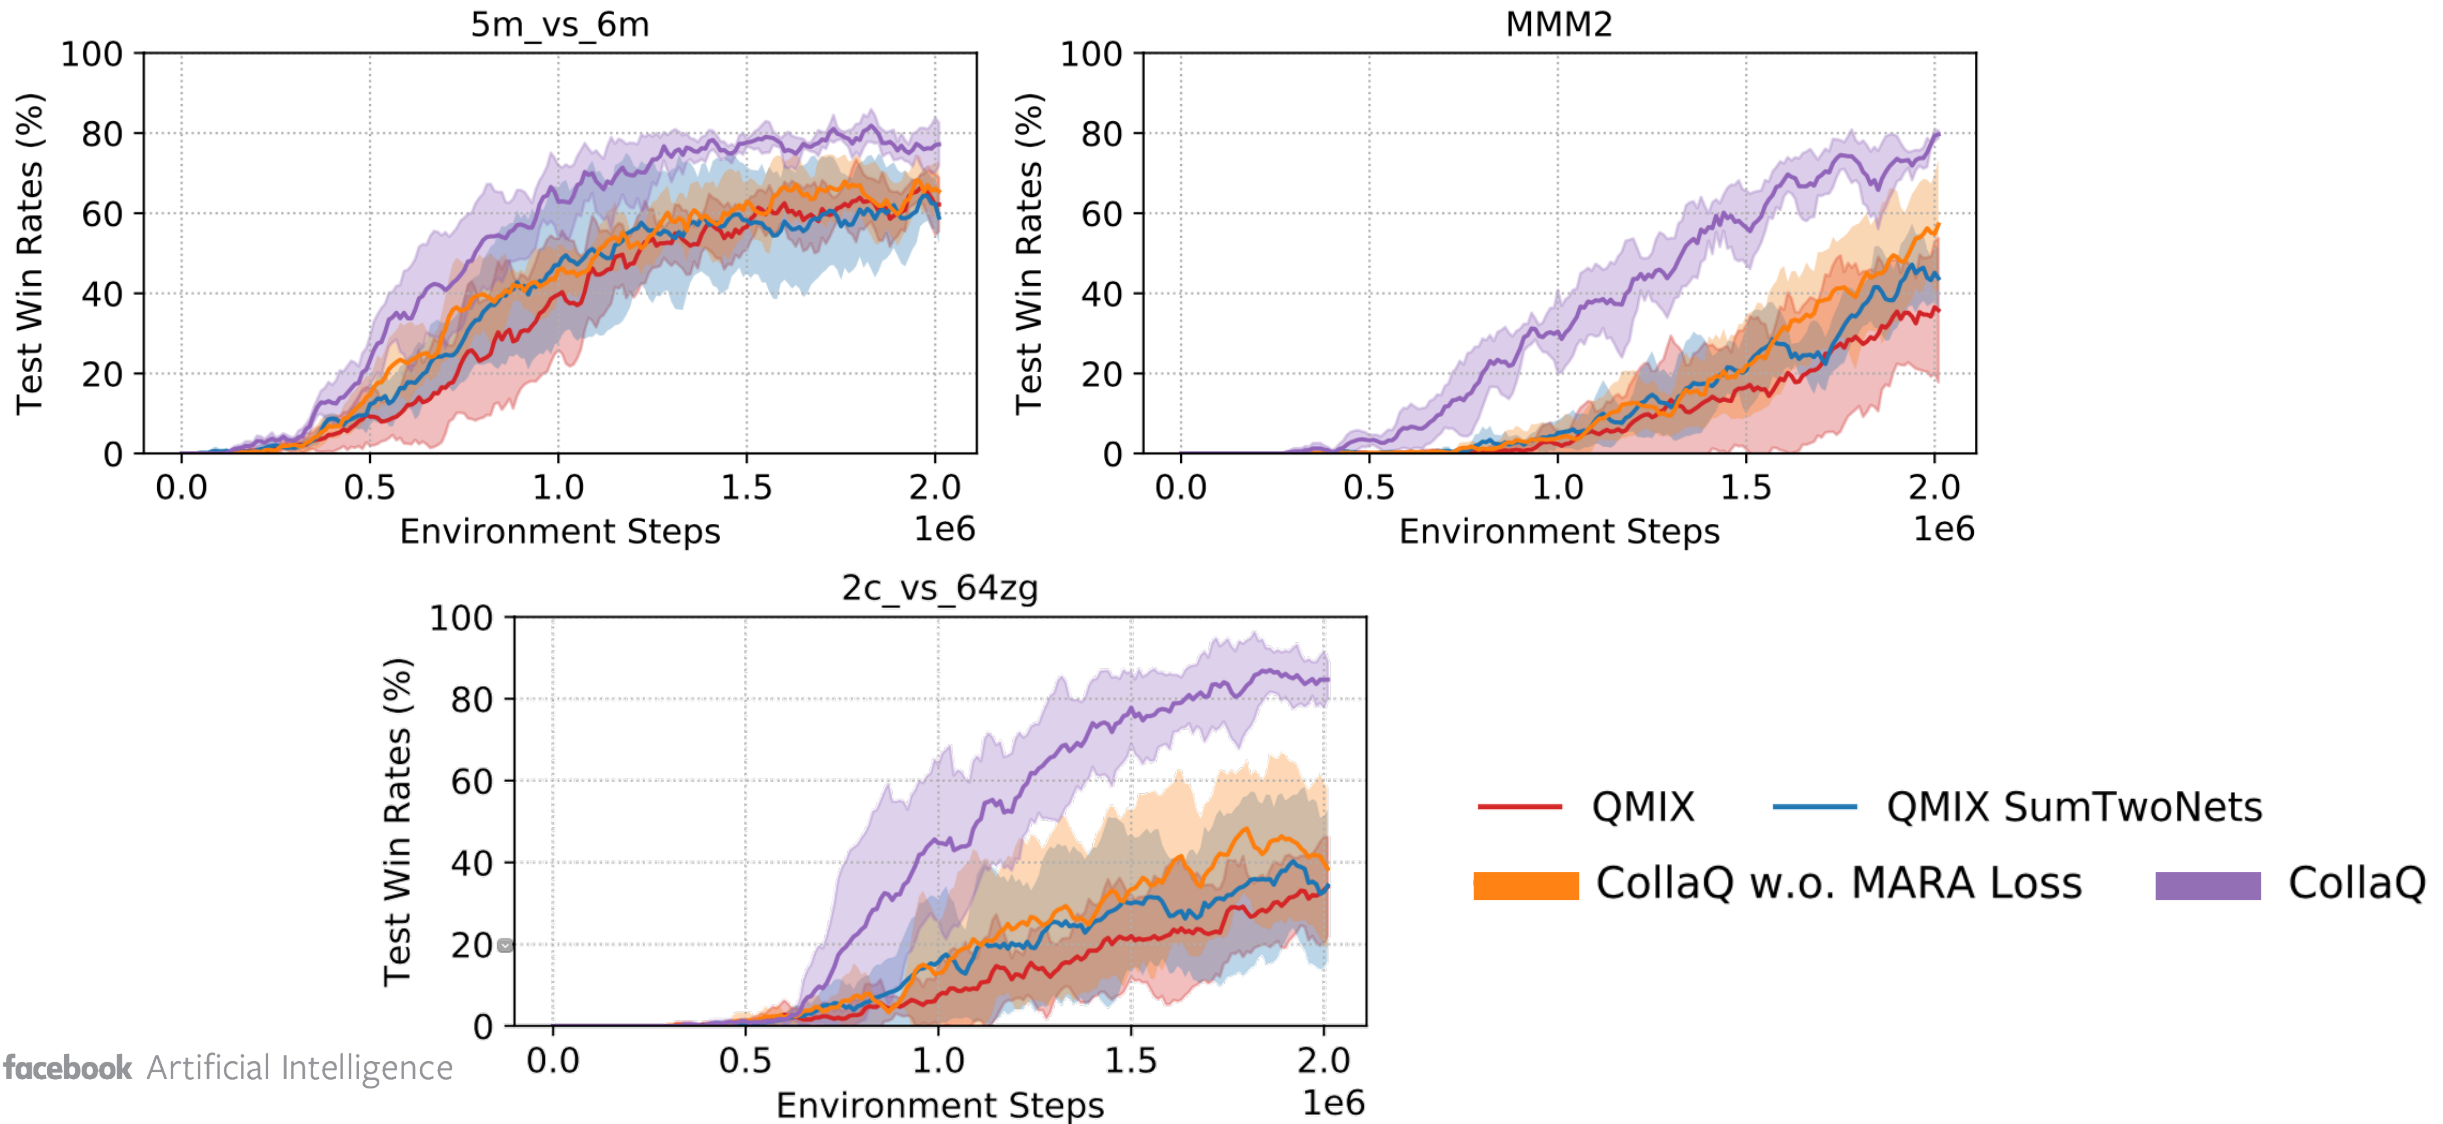 5m_vs_6m
MMM2
Test Win Rates (%)
100
80
60
40
20
0
0.0 0.5 1.0 1.5 2.0
Environment Steps
1e6
Test Win Rates (%)
100
80
60
40
20
0
0.0 0.5 1.0 1.5 2.0
Environment Steps
1e6
2c_vs_64zg
Test Win Rates (%)
100
80
60
40
20
0
0.0 0.5 1.0 1.5 2.0
Environment Steps
1e6
QMIX QMIX SumTwoNets
CollaQ w.o. MARA Loss CollaQ
facebook Artificial Intelligence